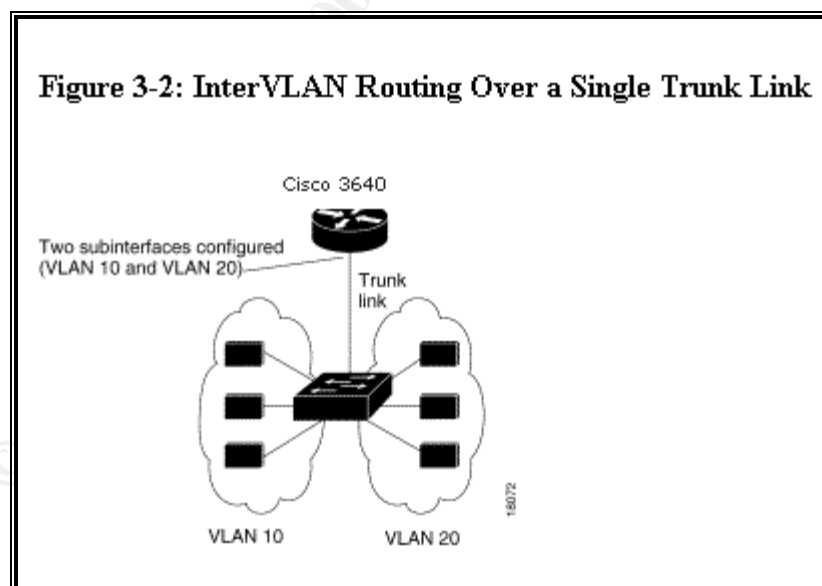 Figure 3-2: InterVLAN Routing Over a Single Trunk Link
Cisco 3640
Two subinterfaces configured
(VLAN 10 and VLAN 20)
Trunk
link
VLAN 10
VLAN 20
18072